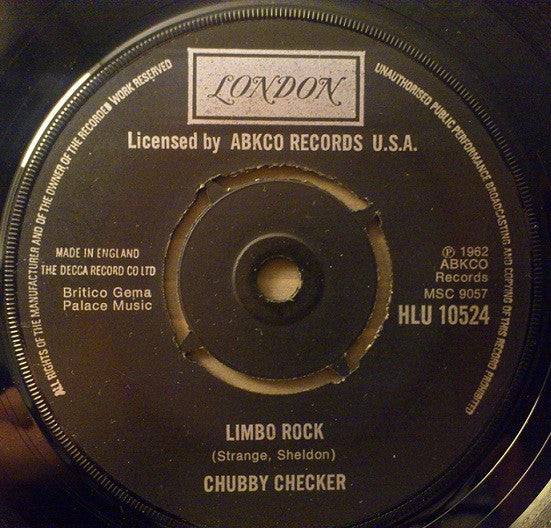 LONDON
Licensed by ABKCO RECORDS U.S.A.
ALL RIGHTS OF THE MANUFACTURER AND OF THE OWNER OF THE RECORDED WORK RESERVED
UNAUTHORISED PUBLIC PERFORMANCE BROADCASTING AND COPYING OF THIS RECORD PROHIBITED
MADE IN ENGLAND
THE DECCA RECORD CO LTD
Britico Gema
Palace Music
℗ 1962
ABKCO
Records
MSC 9057
HLU 10524
LIMBO ROCK
(Strange, Sheldon)
CHUBBY CHECKER